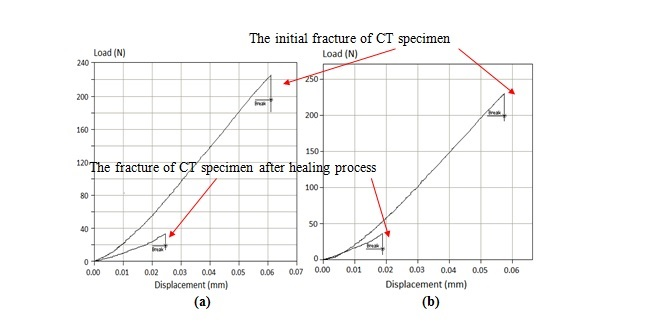 The initial fracture of CT specimen
Load (N)
Load (N)
240
200
160
120
80
40
0
Break
Break
The fracture of CT specimen after healing process
0.00 0.01 0.02 0.03 0.04 0.05 0.06 0.07
Displacement (mm)
(a)
250
200
150
100
50
0
Break
Break
0.00 0.01 0.02 0.03 0.04 0.05 0.06
Displacement (mm)
(b)